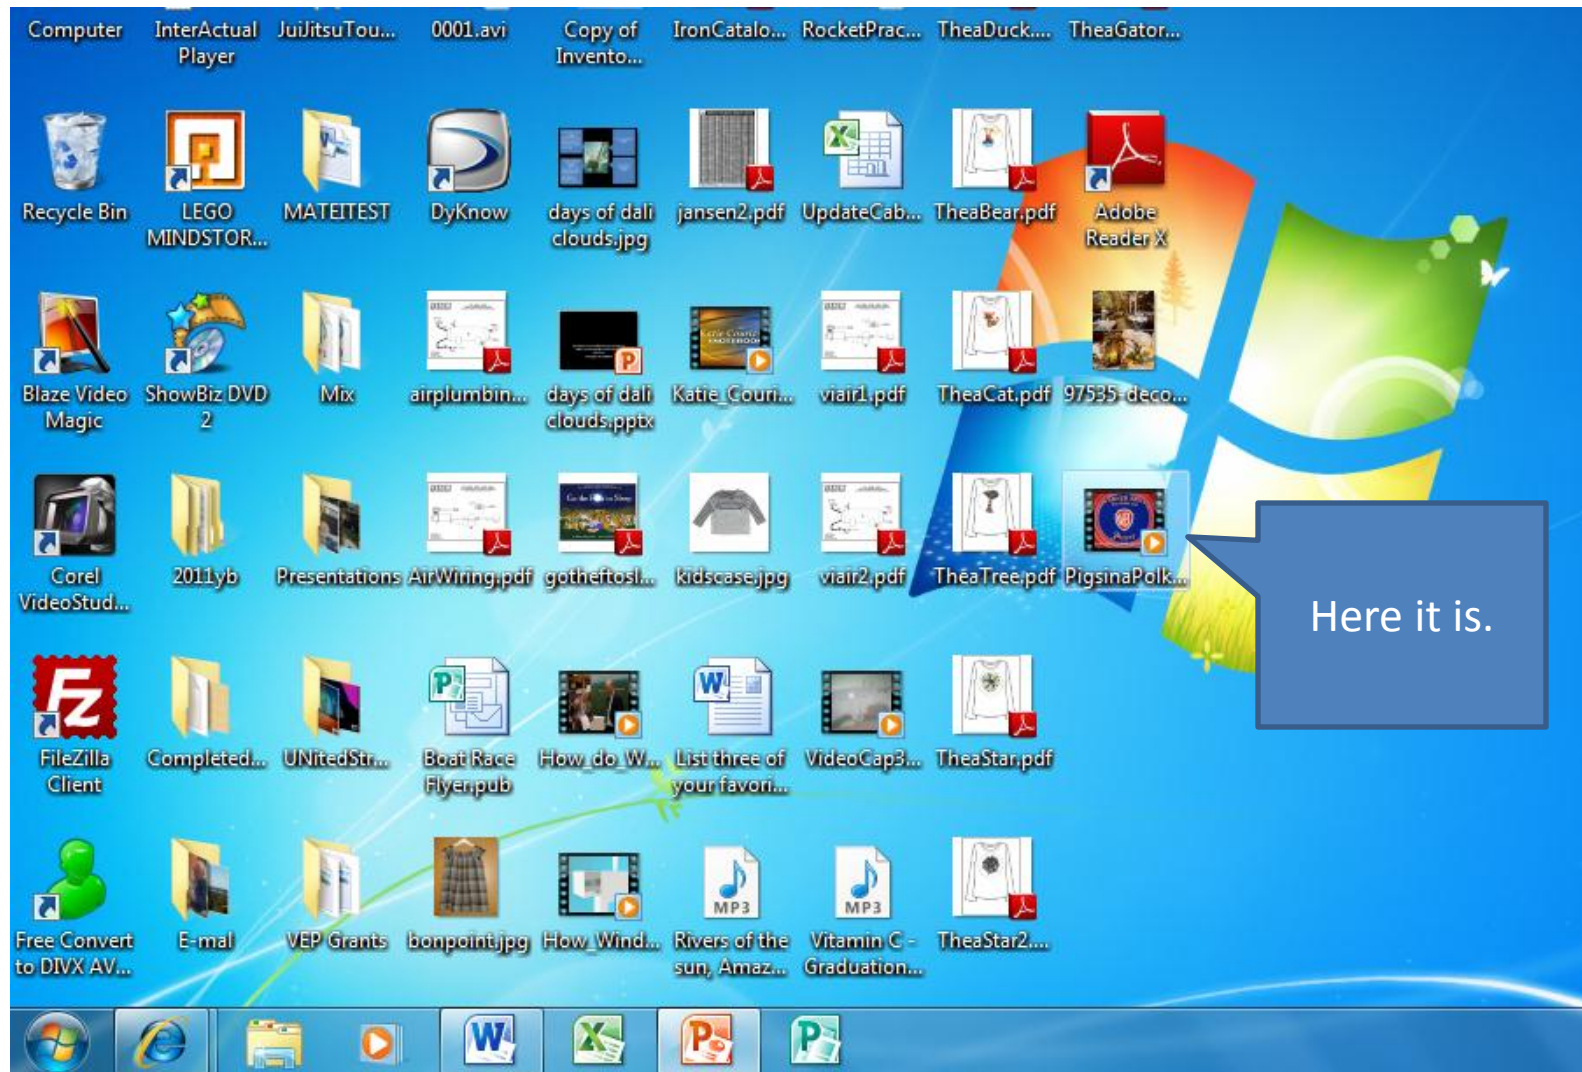 Computer
InterActual
Player
JuiJitsuTou...
0001.avi
Copy of
Invento...
IronCatalo...
RocketPrac...
TheaDuck....
TheaGator...
Recycle Bin
LEGO
MINDSTOR...
MATEITEST
DyKnow
days of dali
clouds.jpg
jansen2.pdf
UpdateCab...
TheaBear.pdf
Adobe
Reader X
Blaze Video
Magic
ShowBiz DVD
2
Mix
airplumbin...
days of dali
clouds.pptx
Katie_Couri...
viair1.pdf
TheaCat.pdf
97535-deco...
Corel
VideoStud...
2011yb
Presentations
AirWiring.pdf
gotheftosl...
kidscase.jpg
viair2.pdf
TheaTree.pdf
PigsinaPolk...
Here it is.
FileZilla
Client
Completed...
UNitedStr...
Boat Race
Flyer.pub
How_do_W...
List three of
your favori...
VideoCap3...
TheaStar.pdf
Free Convert
to DIVX AV...
E-mal
VEP Grants
bonpoint.jpg
How_Wind...
MP3
Rivers of the
sun, Amaz...
MP3
Vitamin C -
Graduation...
TheaStar2....